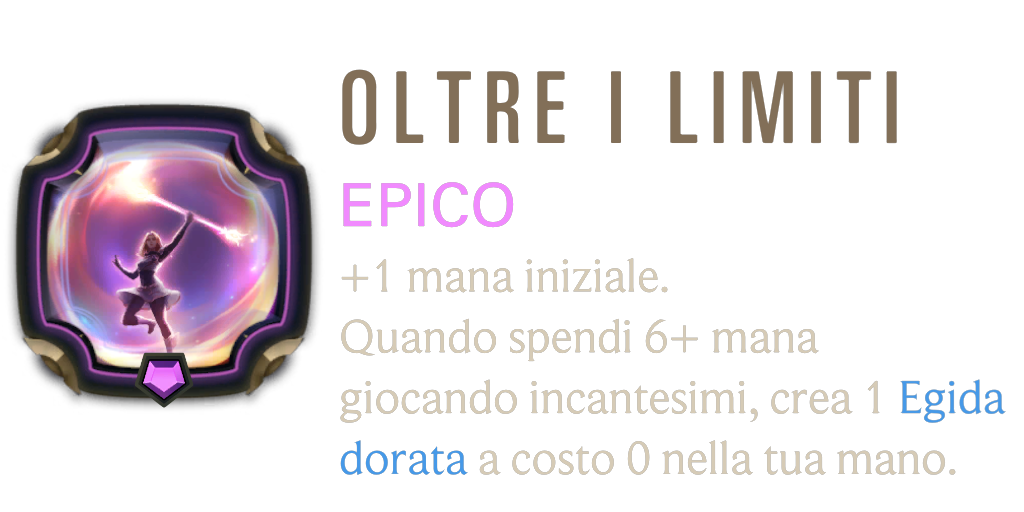 OLTRE I LIMITI
EPICO
+1 mana iniziale.
Quando spendi 6+ mana
giocando incantesimi, crea 1 Egida
dorata a costo 0 nella tua mano.